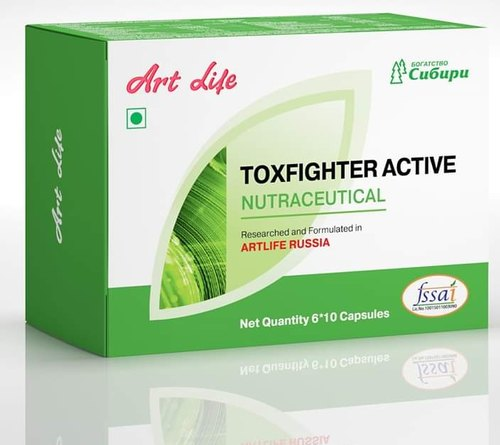 Art Life
Art Life
БОГАТСТВО
Сибири
TOXFIGHTER ACTIVE
NUTRACEUTICAL
Researched and Formulated in
ARTLIFE RUSSIA
fssai
Net Quantity 6*10 Capsules